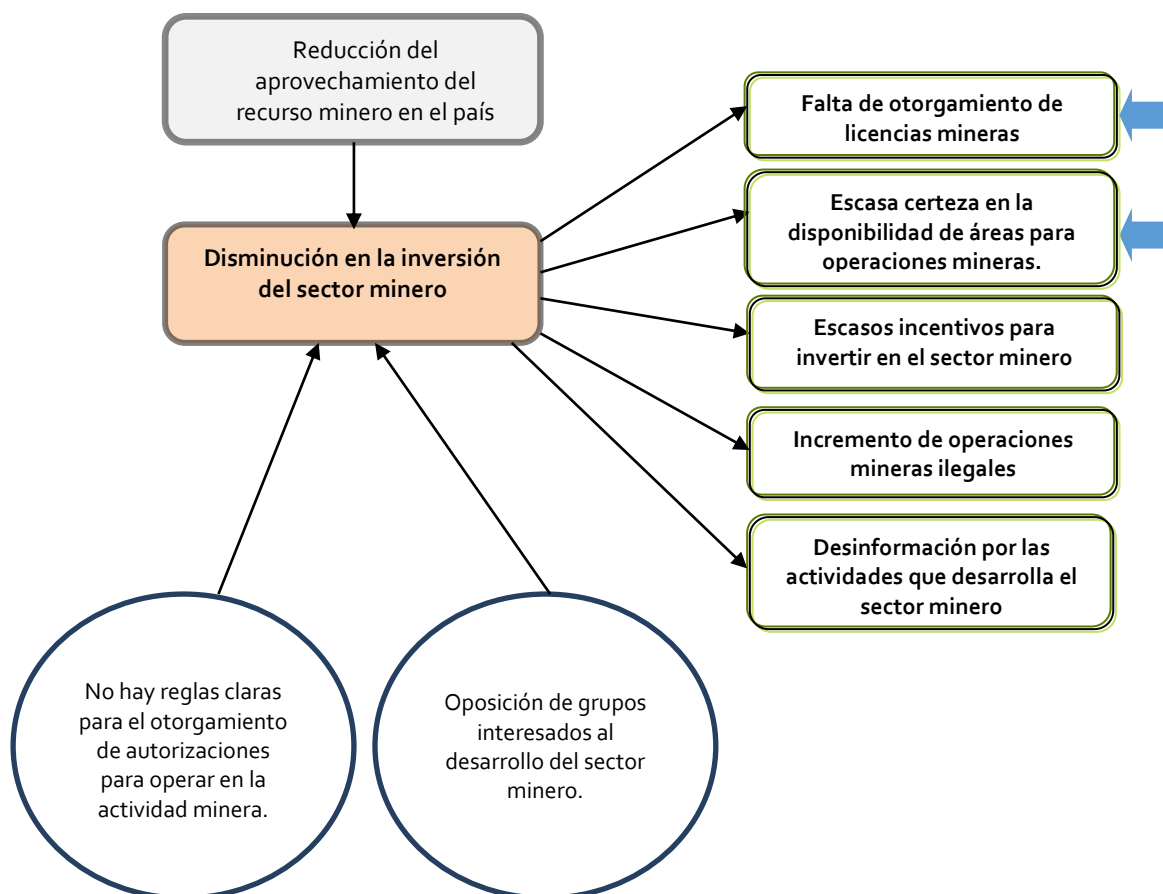 Reducción del
aprovechamiento del
recurso minero en el país
Disminución en la inversión
del sector minero
Falta de otorgamiento de
licencias mineras
Escasa certeza en la
disponibilidad de áreas para
operaciones mineras.
Escasos incentivos para
invertir en el sector minero
Incremento de operaciones
mineras ilegales
Desinformación por las
actividades que desarrolla el
sector minero
No hay reglas claras
para el otorgamiento
de autorizaciones
para operar en la
actividad minera.
Oposición de grupos
interesados al
desarrollo del sector
minero.